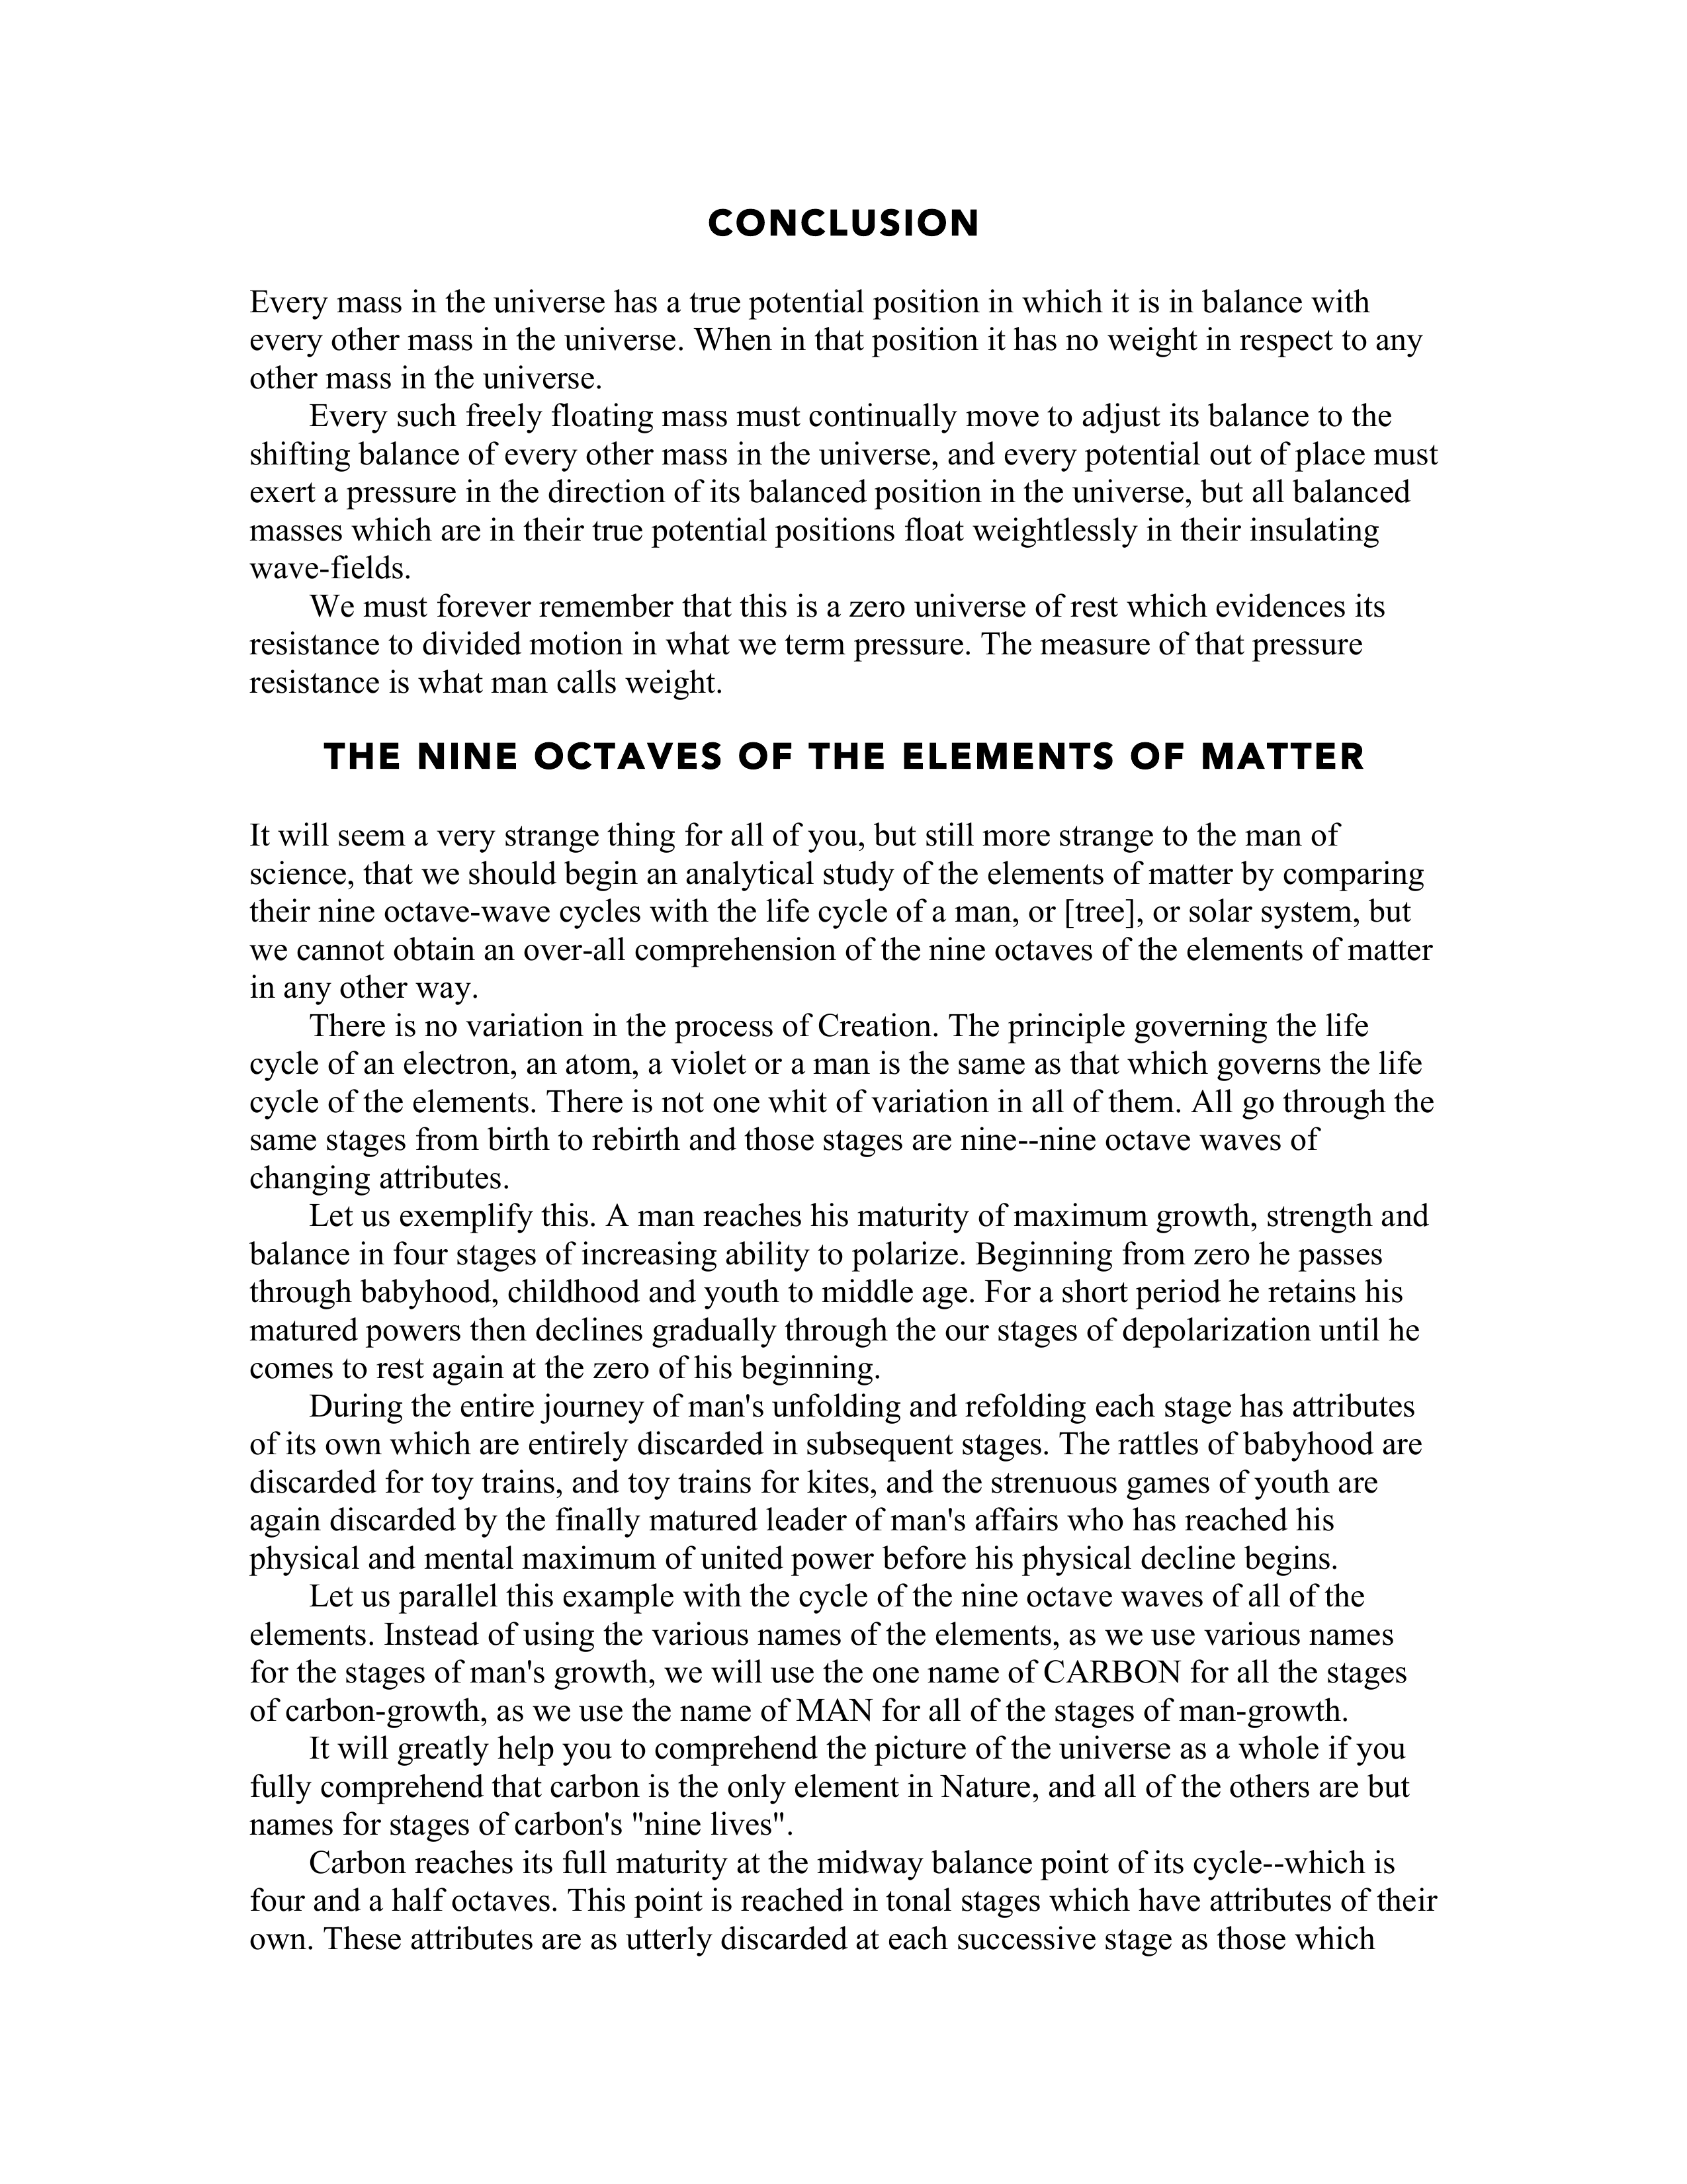 CONCLUSION
Every mass in the universe has a true potential position in which it is in balance with
every other mass in the universe. When in that position it has no weight in respect to any
other mass in the universe.
Every such freely floating mass must continually move to adjust its balance to the
shifting balance of every other mass in the universe, and every potential out of place must
exert a pressure in the direction of its balanced position in the universe, but all balanced
masses which are in their true potential positions float weightlessly in their insulating
wave-fields.
We must forever remember that this is a zero universe of rest which evidences its
resistance to divided motion in what we term pressure. The measure of that pressure
resistance is what man calls weight.
THE NINE OCTAVES OF THE ELEMENTS OF MATTER
It will seem a very strange thing for all of you, but still more strange to the man of
science, that we should begin an analytical study of the elements of matter by comparing
their nine octave-wave cycles with the life cycle of a man, or [tree], or solar system, but
we cannot obtain an over-all comprehension of the nine octaves of the elements of matter
in any other way.
There is no variation in the process of Creation. The principle governing the life
cycle of an electron, an atom, a violet or a man is the same as that which governs the life
cycle of the elements. There is not one whit of variation in all of them. All go through the
same stages from birth to rebirth and those stages are nine--nine octave waves of
changing attributes.
Let us exemplify this. A man reaches his maturity of maximum growth, strength and
balance in four stages of increasing ability to polarize. Beginning from zero he passes
through babyhood, childhood and youth to middle age. For a short period he retains his
matured powers then declines gradually through the our stages of depolarization until he
comes to rest again at the zero of his beginning.
During the entire journey of man's unfolding and refolding each stage has attributes
of its own which are entirely discarded in subsequent stages. The rattles of babyhood are
discarded for toy trains, and toy trains for kites, and the strenuous games of youth are
again discarded by the finally matured leader of man's affairs who has reached his
physical and mental maximum of united power before his physical decline begins.
Let us parallel this example with the cycle of the nine octave waves of all of the
elements. Instead of using the various names of the elements, as we use various names
for the stages of man's growth, we will use the one name of CARBON for all the stages
of carbon-growth, as we use the name of MAN for all of the stages of man-growth.
It will greatly help you to comprehend the picture of the universe as a whole if you
fully comprehend that carbon is the only element in Nature, and all of the others are but
names for stages of carbon's "nine lives".
Carbon reaches its full maturity at the midway balance point of its cycle--which is
four and a half octaves. This point is reached in tonal stages which have attributes of their
own. These attributes are as utterly discarded at each successive stage as those which